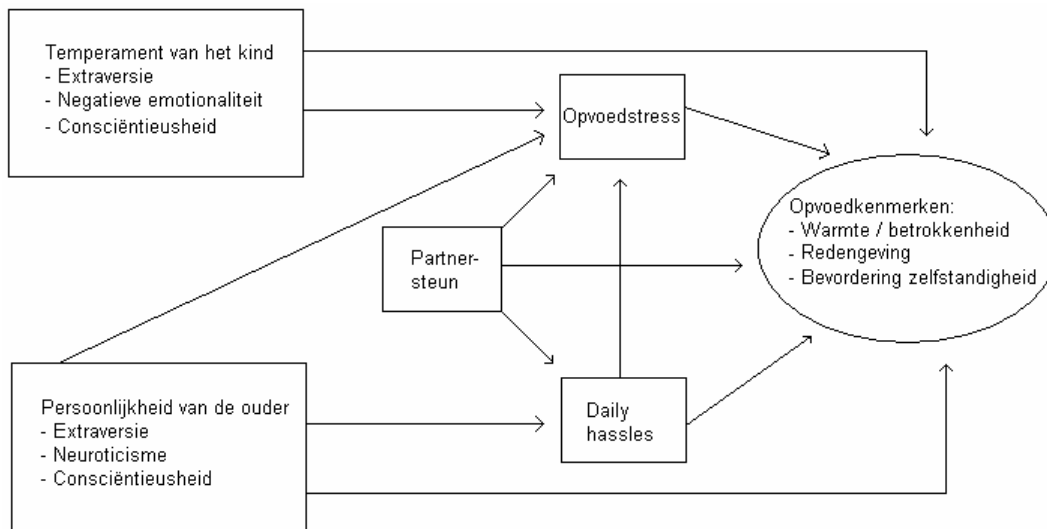 Temperament van het kind
- Extraversie
- Negatieve emotionaliteit
- Consciëntieusheid
Opvoedstress
Opvoedkenmerken:
- Warmte / betrokkenheid
- Redengeving
- Bevordering zelfstandigheid
Partner-
steun
Persoonlijkheid van de ouder
- Extraversie
- Neuroticisme
- Consciëntieusheid
Daily
hassles